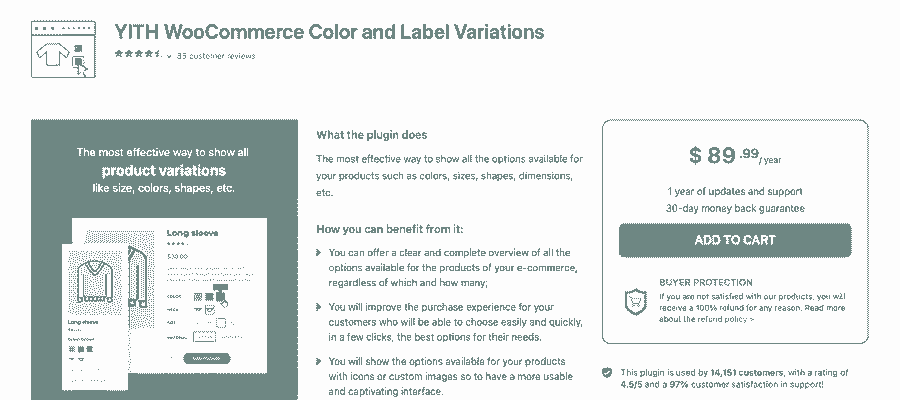 YITH WooCommerce Color and Label Variations
35 customer reviews
The most effective way to show all
product variations
like size, colors, shapes, etc.
Long sleeve
Long sleeve
ADD TO CART
What the plugin does
The most effective way to show all the options available for
your products such as colors, sizes, shapes, dimensions,
etc.
How you can benefit from it:
You can offer a clear and complete overview of all the
options available for the products of your e-commerce,
regardless of which and how many;
You will improve the purchase experience for your
customers who will be able to choose easily and quickly,
in a few clicks, the best options for their needs.
You will show the options available for your products
with icons or custom images so to have a more usable
and captivating interface.
$ 89.99/ year
1 year of updates and support
30-day money back guarantee
BUYER PROTECTION
If you are not satisfied with our products, you will
receive a 100% refund for any reason. Read more
about the refund policy >
This plugin is used by 14,151 customers, with a rating of
4.5/5 and a 97% customer satisfaction in support!